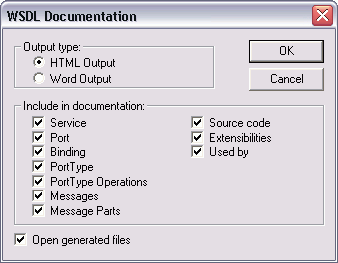 WSDL Documentation
Output type:
HTML Output
Word Output
OK
Cancel
Include in documentation:
Service
Port
Binding
PortType
PortType Operations
Messages
Message Parts
Source code
Extensibilities
Used by
Open generated files